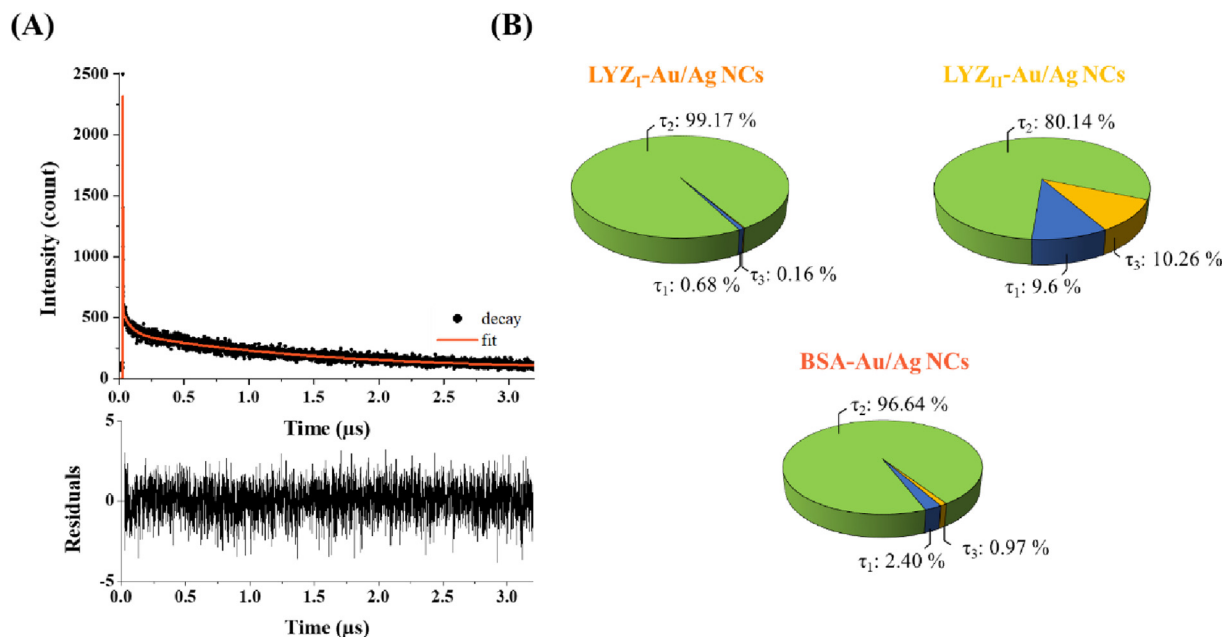 (A)
2500
2000
1500
1000
500
0
Intensity (count)
decay
fit
0.0 0.5 1.0 1.5 2.0 2.5 3.0
Time (µs)
5
0
-5
Residuals
0.0 0.5 1.0 1.5 2.0 2.5 3.0
Time (µs)
(B)
LYZI-Au/Ag NCs
τ2: 99.17 %
τ1: 0.68 %
τ3: 0.16 %
LYZII-Au/Ag NCs
τ2: 80.14 %
τ3: 10.26 %
τ1: 9.6 %
BSA-Au/Ag NCs
τ2: 96.64 %
τ1: 2.40 %
τ3: 0.97 %